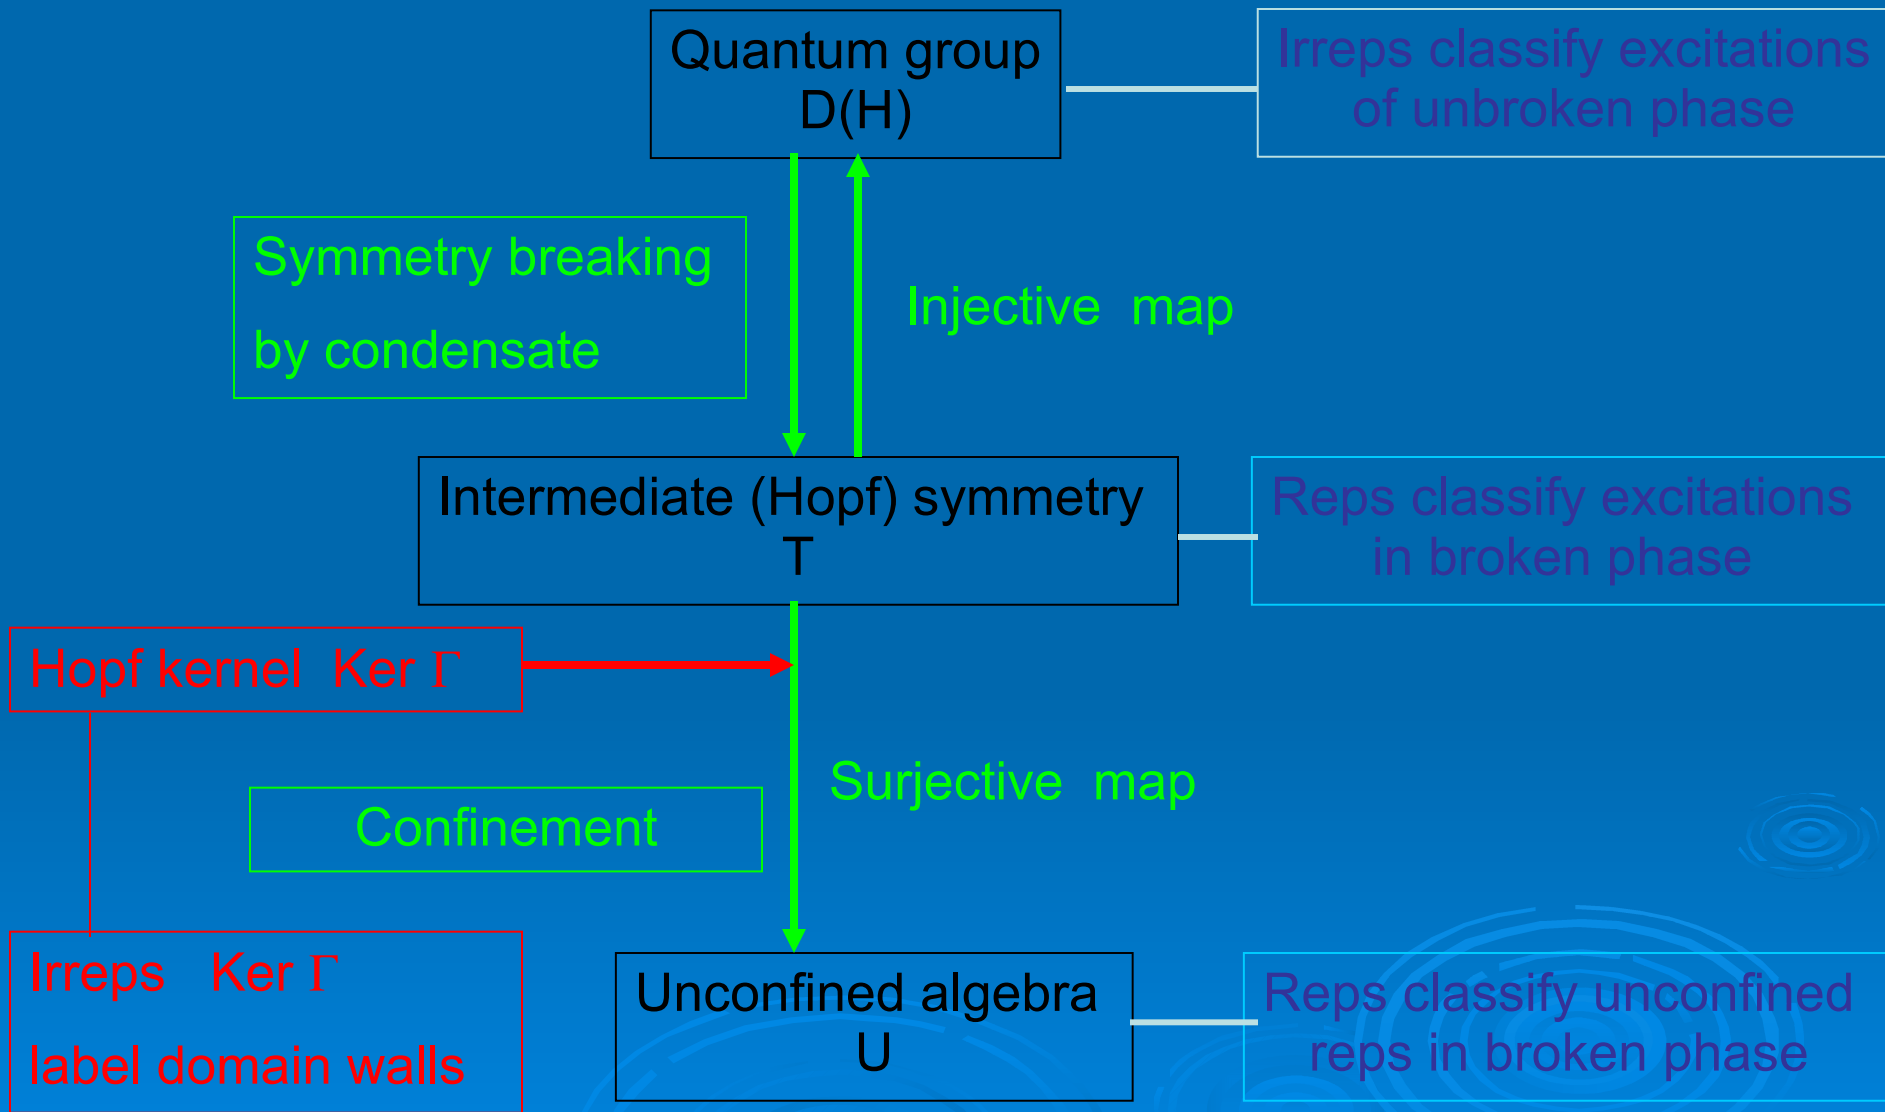 Quantum group
D(H)
Irreps classify excitations
of unbroken phase
Symmetry breaking
by condensate
Injective map
Intermediate (Hopf) symmetry
T
Reps classify excitations
in broken phase
Hopf kernel Ker Γ
Surjective map
Confinement
Irreps Ker Γ
label domain walls
Unconfined algebra
U
Reps classify unconfined
reps in broken phase